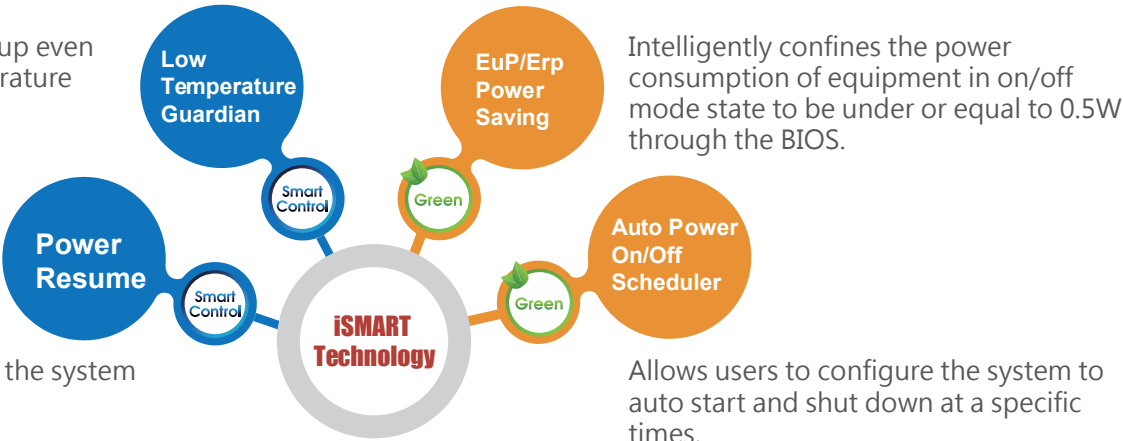 up even
erature
Low
Temperature
Guardian
EuP/Erp
Power
Saving
Intelligently confines the power
consumption of equipment in on/off
mode state to be under or equal to 0.5W
through the BIOS.
Smart
Control
Green
Power
Resume
Auto Power
On/Off
Scheduler
Smart
Control
Green
iSMART
Technology
the system
Allows users to configure the system to
auto start and shut down at a specific
times.